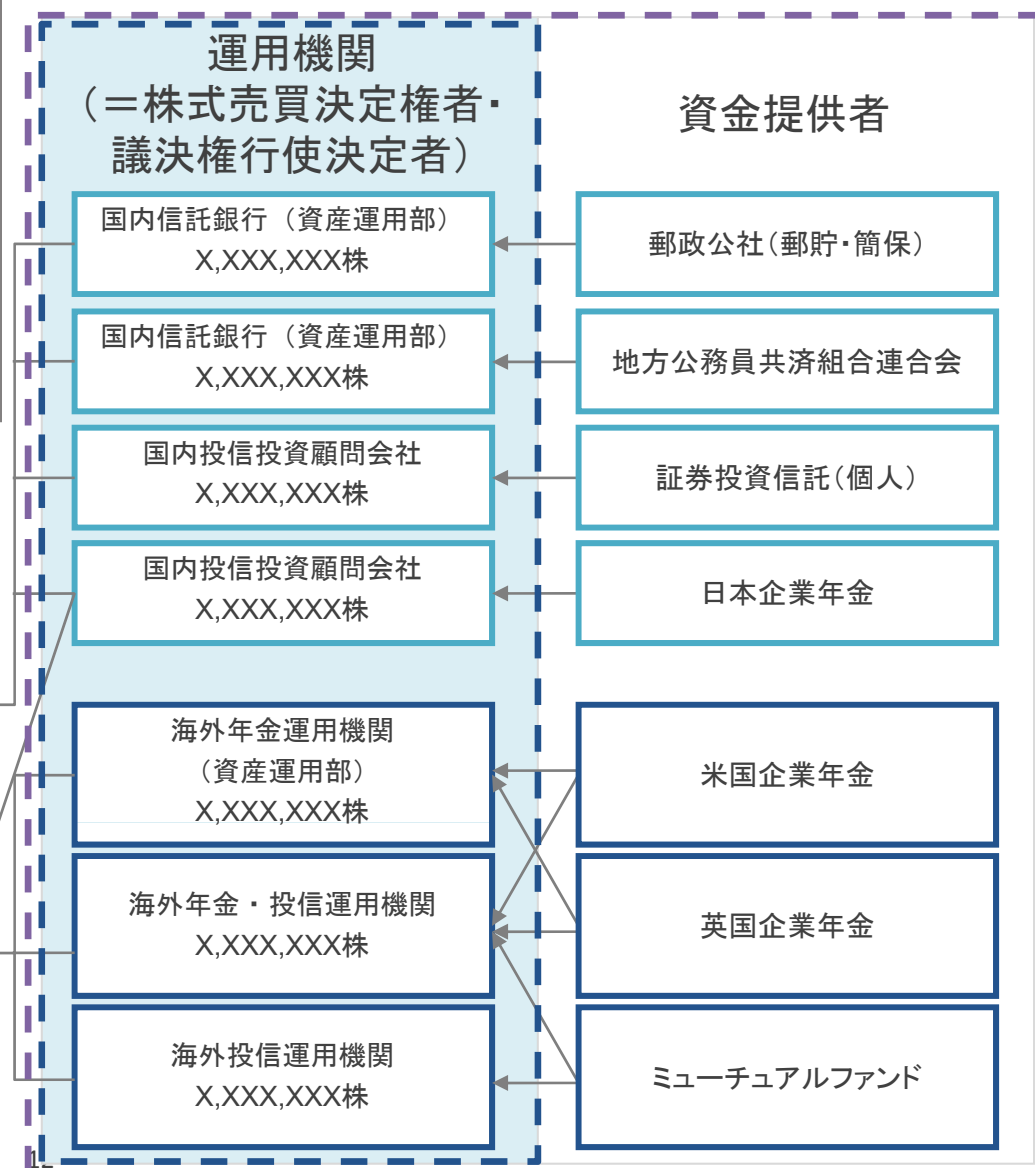 運用機関
（＝株式売買決定権者・
議決権行使決定者）
資金提供者
国内信託銀行（資産運用部）
X,XXX,XXX株
郵政公社（郵貯・簡保）
国内信託銀行（資産運用部）
X,XXX,XXX株
地方公務員共済組合連合会
国内投信投資顧問会社
X,XXX,XXX株
証券投資信託（個人）
国内投信投資顧問会社
X,XXX,XXX株
日本企業年金
海外年金運用機関
（資産運用部）
X,XXX,XXX株
米国企業年金
海外年金・投信運用機関
X,XXX,XXX株
英国企業年金
海外投信運用機関
X,XXX,XXX株
ミューチュアルファンド